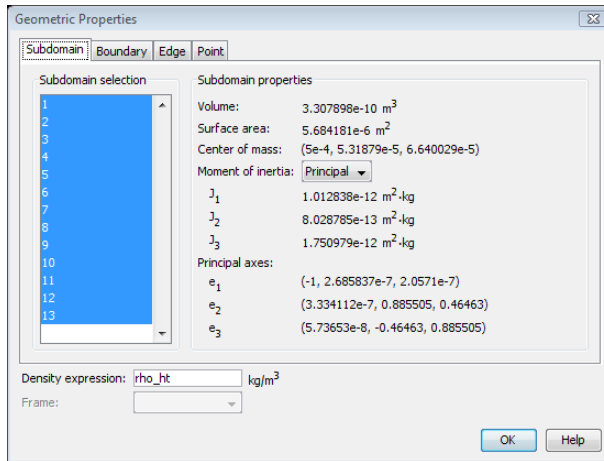 Geometric Properties
Subdomain Boundary Edge Point
Subdomain selection
1
2
3
4
5
6
7
8
9
10
11
12
13
Subdomain properties
Volume: 3.307898e-10 m³
Surface area: 5.684181e-6 m²
Center of mass: (5e-4, 5.31879e-5, 6.640029e-5)
Moment of inertia: Principal
J₁ 1.012838e-12 m²·kg
J₂ 8.028785e-13 m²·kg
J₃ 1.750979e-12 m²·kg
Principal axes:
e₁ (-1, 2.685837e-7, 2.0571e-7)
e₂ (3.334112e-7, 0.885505, 0.46463)
e₃ (5.73653e-8, -0.46463, 0.885505)
Density expression: rho_ht kg/m³
Frame:
OK Help